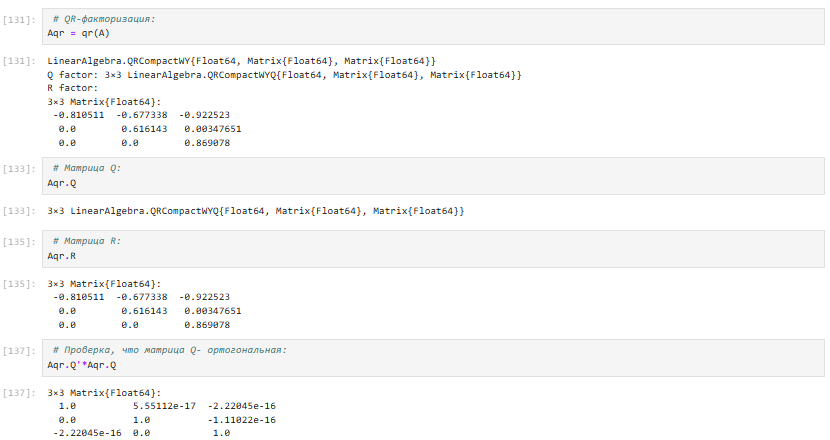 [131]: # QR-факторизация:
Aqr = qr(A)
[131]: LinearAlgebra.QRCompactWY{Float64, Matrix{Float64}, Matrix{Float64}}
Q factor: 3×3 LinearAlgebra.QRCompactWYQ{Float64, Matrix{Float64}, Matrix{Float64}}
R factor:
3×3 Matrix{Float64}:
-0.810511 -0.677338 -0.922523
0.0 0.616143 0.00347651
0.0 0.0 0.869078
[133]: # Матрица Q:
Aqr.Q
[133]: 3×3 LinearAlgebra.QRCompactWYQ{Float64, Matrix{Float64}, Matrix{Float64}}
[135]: # Матрица R:
Aqr.R
[135]: 3×3 Matrix{Float64}:
-0.810511 -0.677338 -0.922523
0.0 0.616143 0.00347651
0.0 0.0 0.869078
[137]: # Проверка, что матрица Q- ортогональная:
Aqr.Q'*Aqr.Q
[137]: 3×3 Matrix{Float64}:
1.0 5.55112e-17 -2.22045e-16
0.0 1.0 -1.11022e-16
-2.22045e-16 0.0 1.0